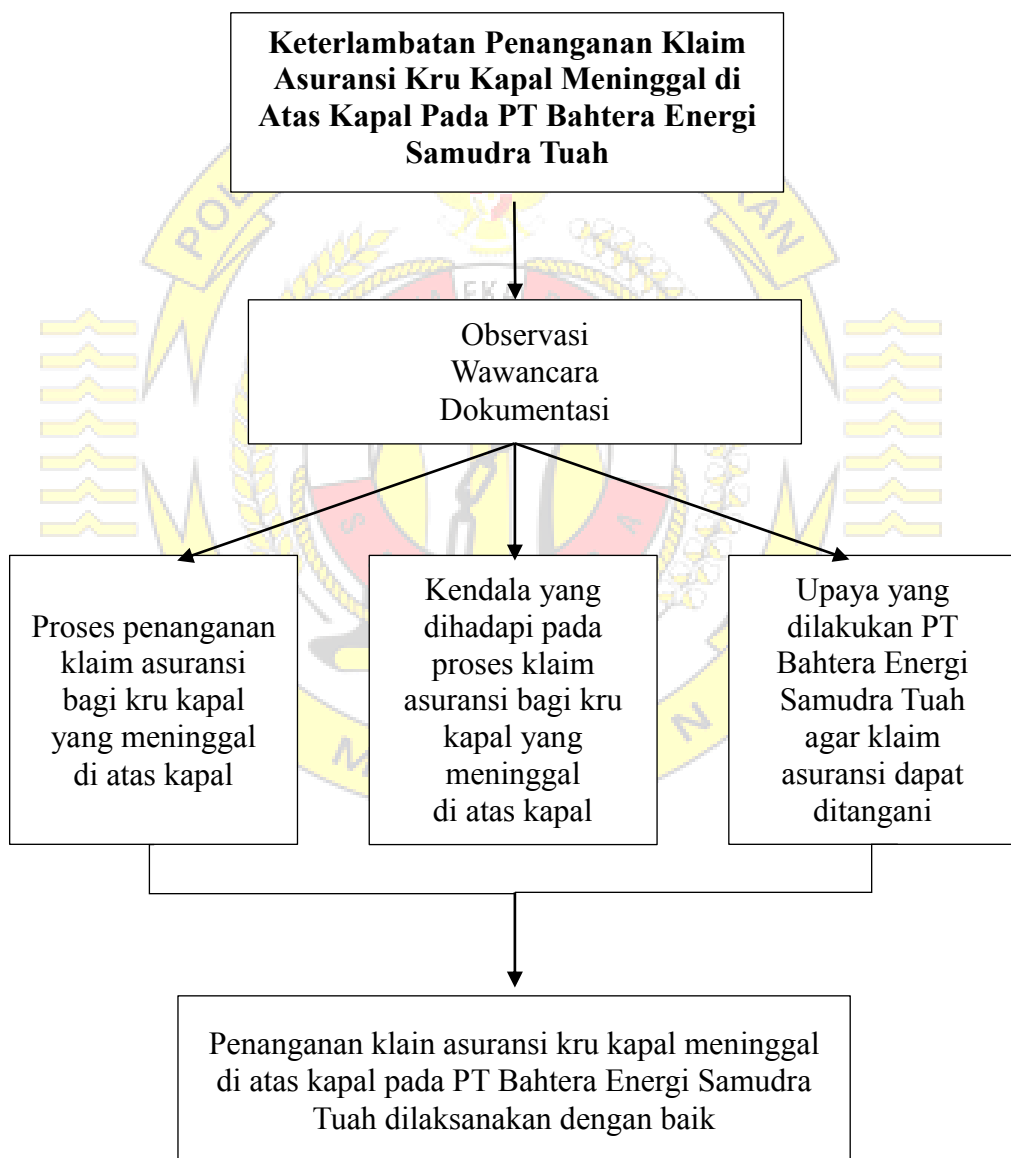 Keterlambatan Penanganan Klaim
Asuransi Kru Kapal Meninggal di
Atas Kapal Pada PT Bahtera Energi
Samudra Tuah
Observasi
Wawancara
Dokumentasi
Proses penanganan
klaim asuransi
bagi kru kapal
yang meninggal
di atas kapal
Kendala yang
dihadapi pada
proses klaim
asuransi bagi kru
kapal yang
meninggal
di atas kapal
Upaya yang
dilakukan PT
Bahtera Energi
Samudra Tuah
agar klaim
asuransi dapat
ditangani
Penanganan klain asuransi kru kapal meninggal
di atas kapal pada PT Bahtera Energi Samudra
Tuah dilaksanakan dengan baik